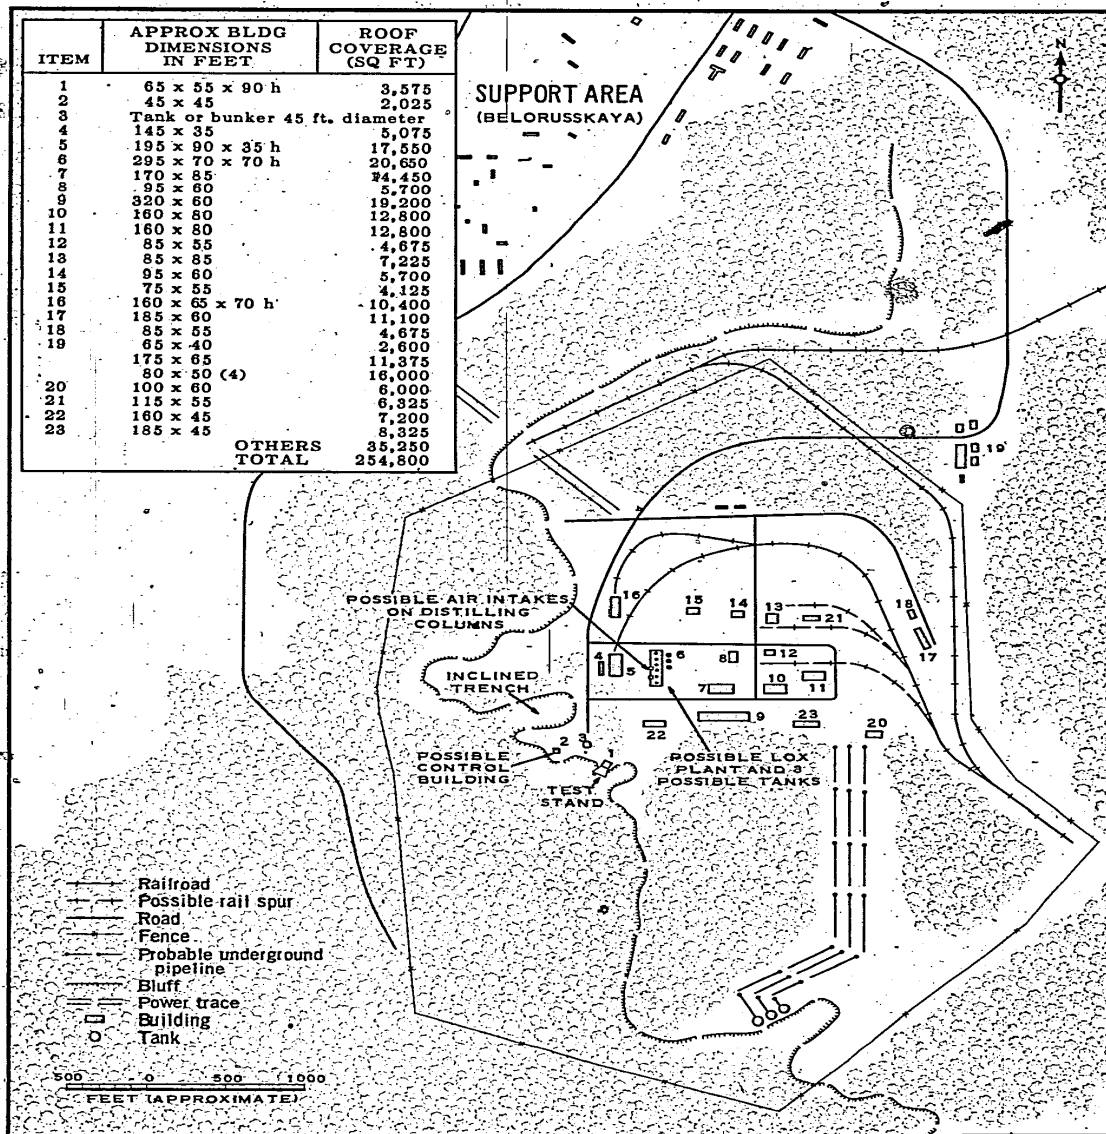 ITEM APPROX BLDG DIMENSIONS IN FEET ROOF COVERAGE (SQ FT)
1 65 x 55 x 90 h 3,575
2 45 x 45 2,025
3 Tank or bunker 45 ft. diameter
4 145 x 35 5,075
5 195 x 90 x 35 h 17,550
6 295 x 70 x 70 h 20,650
7 170 x 85 14,450
8 95 x 60 5,700
9 320 x 60 19,200
10 160 x 80 12,800
11 160 x 80 12,800
12 85 x 55 4,675
13 85 x 85 7,225
14 95 x 60 5,700
15 75 x 55 4,125
16 160 x 65 x 70 h 10,400
17 185 x 60 11,100
18 85 x 55 4,675
19 65 x 40 2,600
175 x 65 11,375
80 x 50 (4) 16,000
20 100 x 60 6,000
21 115 x 55 6,325
22 160 x 45 7,200
23 185 x 45 8,325
OTHERS 35,250
TOTAL 254,800
SUPPORT AREA
(BELORUSSKAYA)
N
19
POSSIBLE AIR INTAKES
ON DISTILLING
COLUMNS
16
15
14
13
21
18
17
4
5
6
8
12
7
10
11
INCLINED
TRENCH
9
22
23
20
POSSIBLE
CONTROL
BUILDING
2
3
1
TEST
STAND
POSSIBLE LOX
PLANT AND 3
POSSIBLE TANKS
Railroad
Possible rail spur
Road
Fence
Probable underground
pipeline
Bluff
Power trace
Building
Tank
500 0 500 1000
FEET (APPROXIMATE)